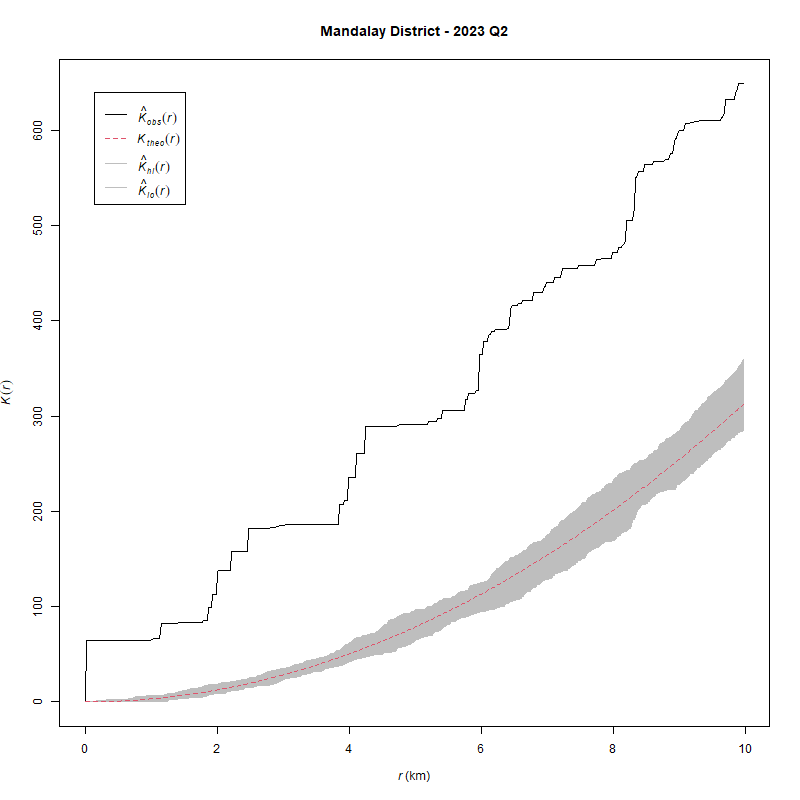 Mandalay District - 2023 Q2
K̂obs(r)
Ktheo(r)
K̂hi(r)
K̂lo(r)
K(r)
600
500
400
300
200
100
0
0 2 4 6 8 10
r (km)